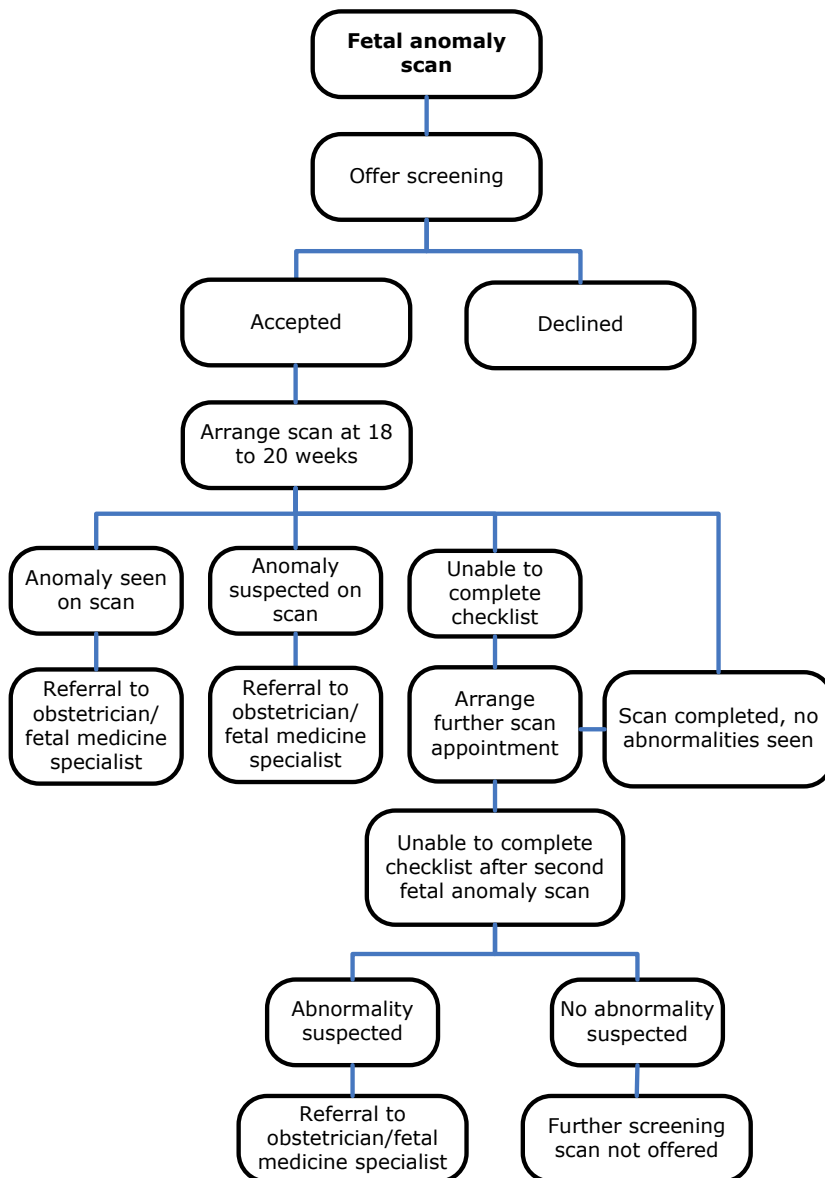 Fetal anomaly
scan
Offer screening
Accepted
Declined
Arrange scan at 18
to 20 weeks
Anomaly seen
on scan
Anomaly
suspected on
scan
Unable to
complete
checklist
Referral to
obstetrician/
fetal medicine
specialist
Referral to
obstetrician/
fetal medicine
specialist
Arrange
further scan
appointment
Scan completed, no
abnormalities seen
Unable to complete
checklist after second
fetal anomaly scan
Abnormality
suspected
No abnormality
suspected
Referral to
obstetrician/fetal
medicine specialist
Further screening
scan not offered